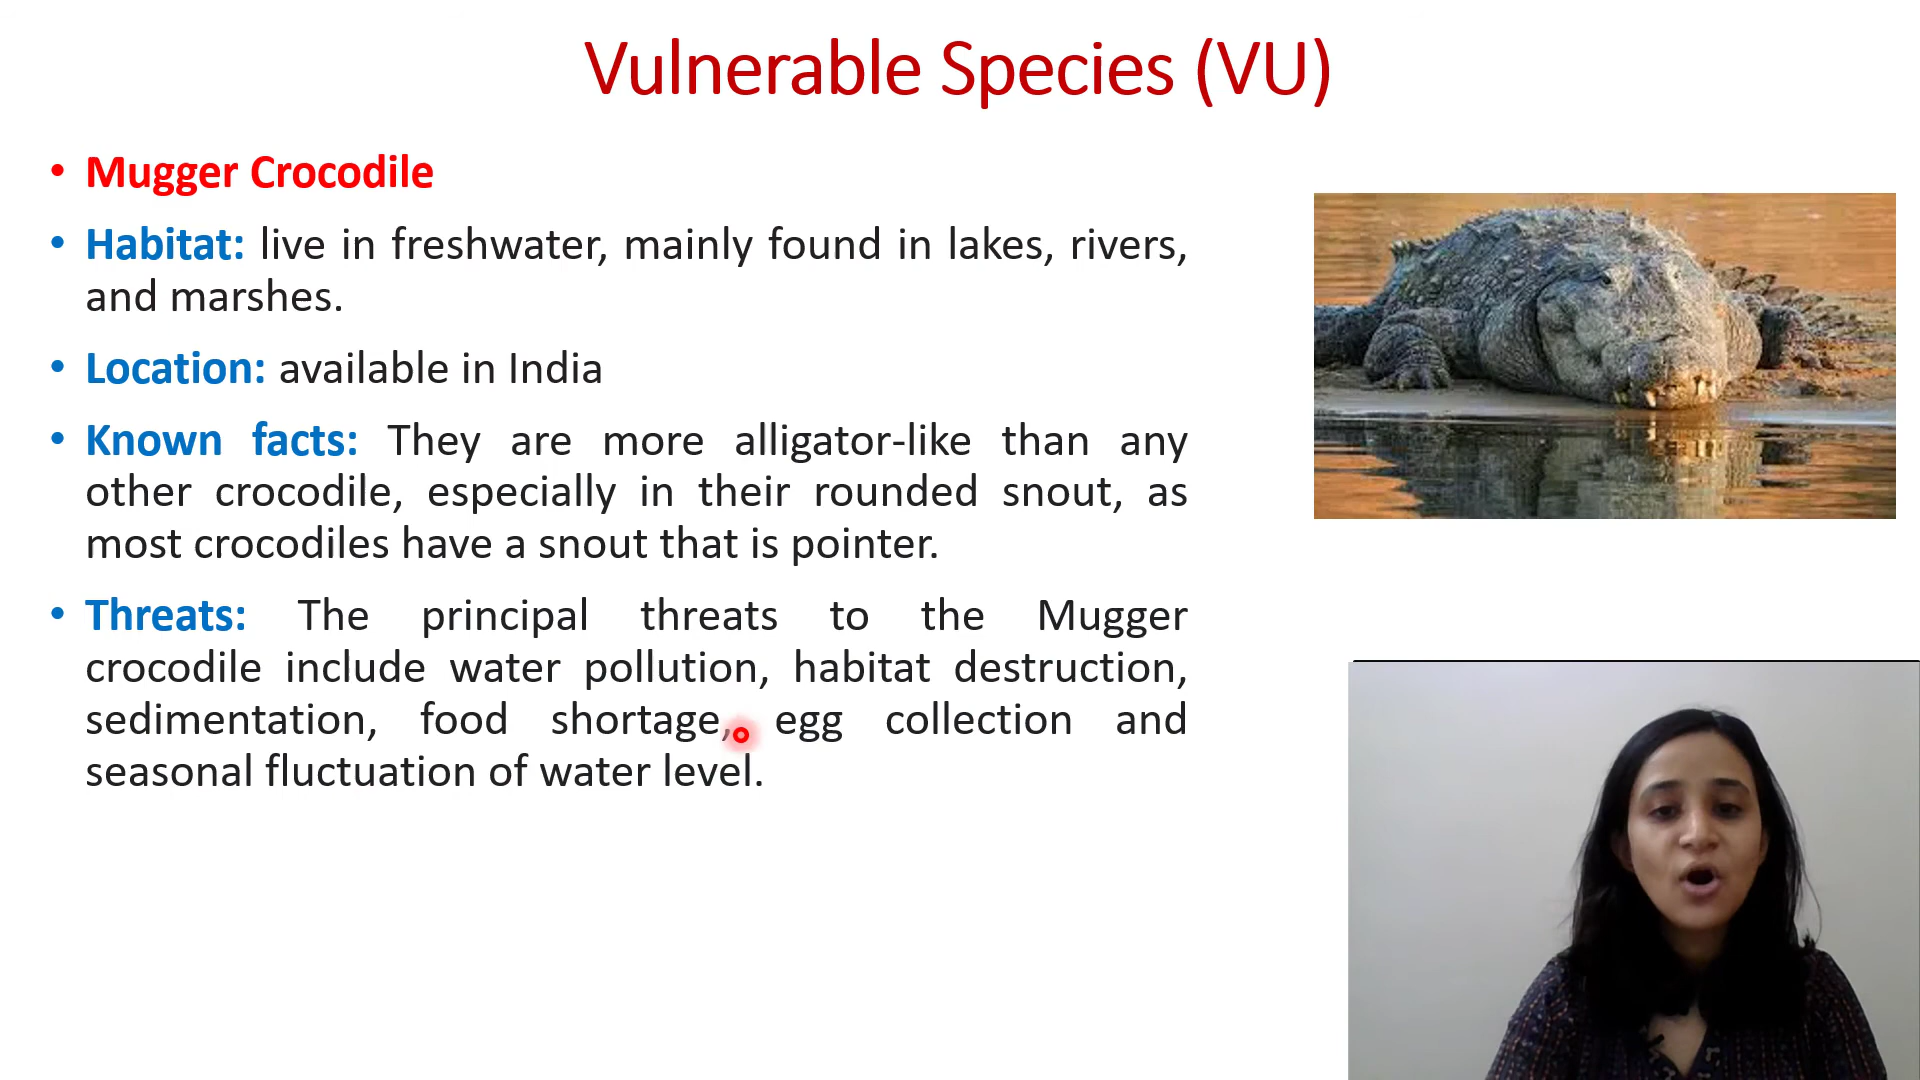 Vulnerable Species (VU)
• Mugger Crocodile
• Habitat: live in freshwater, mainly found in lakes, rivers,
and marshes.
• Location: available in India
• Known facts: They are more alligator-like than any
other crocodile, especially in their rounded snout, as
most crocodiles have a snout that is pointer.
• Threats: The principal threats to the Mugger
crocodile include water pollution, habitat destruction,
sedimentation, food shortage, egg collection and
seasonal fluctuation of water level.